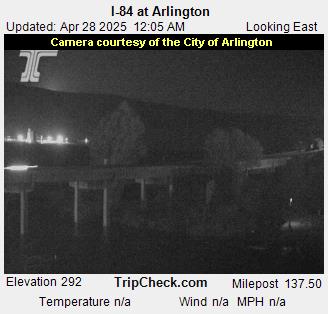 I-84 at Arlington
Updated: Apr 28 2025 12:05 AM Looking East
Camera courtesy of the City of Arlington
Elevation 292 TripCheck.com Milepost 137.50
Temperature n/a Wind n/a MPH n/a